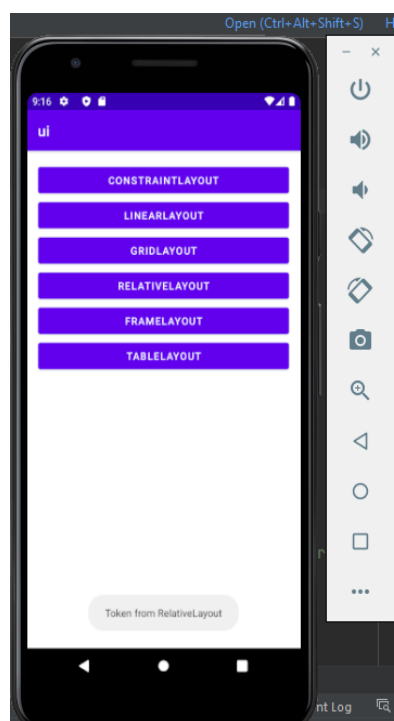 Open (Ctrl+Alt+Shift+S) H
9:16
ui
CONSTRAINTLAYOUT
LINEARLAYOUT
GRIDLAYOUT
RELATIVELAYOUT
FRAMELAYOUT
TABLELAYOUT
r
Token from RelativeLayout
nt Log